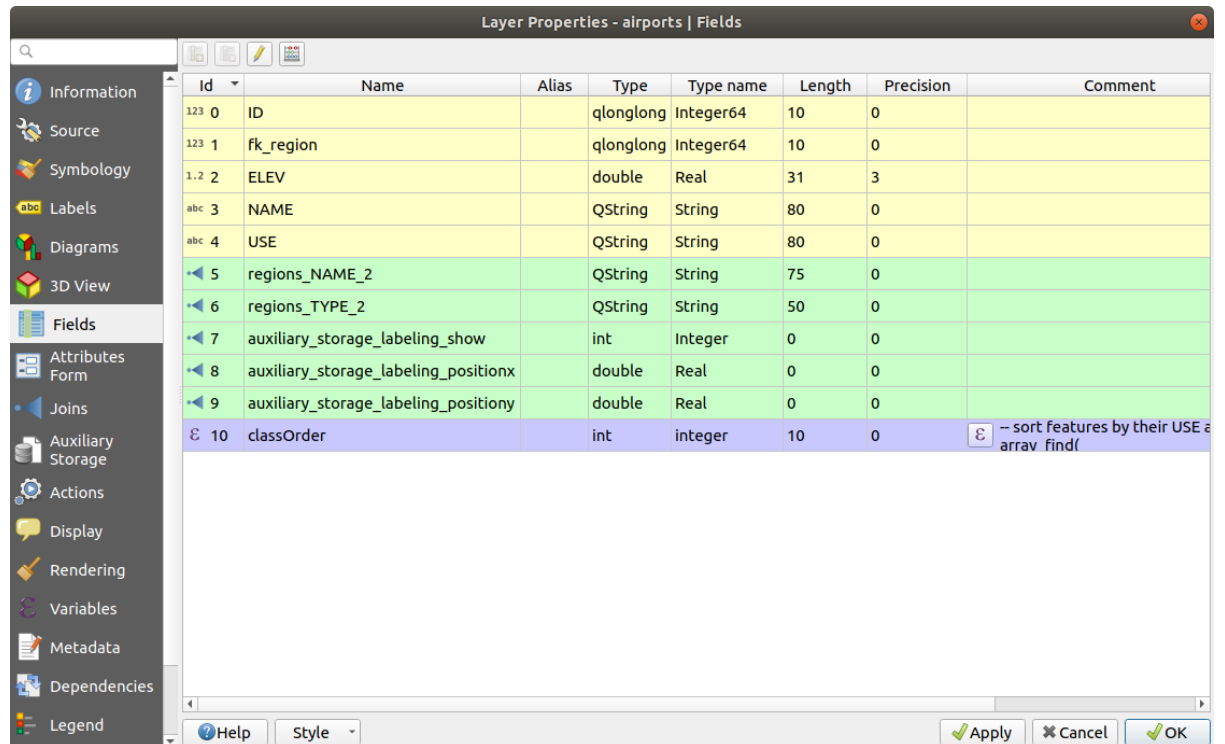 Layer Properties - airports | Fields
Information
Source
Symbology
abc Labels
Diagrams
3D View
Fields
Attributes
Form
Joins
Auxiliary
Storage
Actions
Display
Rendering
ε Variables
Metadata
Dependencies
Legend
Id Name Alias Type Type name Length Precision Comment
123 0 ID qlonglong Integer64 10 0
123 1 fk_region qlonglong Integer64 10 0
1.2 2 ELEV double Real 31 3
abc 3 NAME QString String 80 0
abc 4 USE QString String 80 0
5 regions_NAME_2 QString String 75 0
6 regions_TYPE_2 QString String 50 0
7 auxiliary_storage_labeling_show int Integer 0 0
8 auxiliary_storage_labeling_positionx double Real 0 0
9 auxiliary_storage_labeling_positiony double Real 0 0
ε 10 classOrder int integer 10 0 ε -- sort features by their USE a
array_find(
Help Style Apply Cancel OK